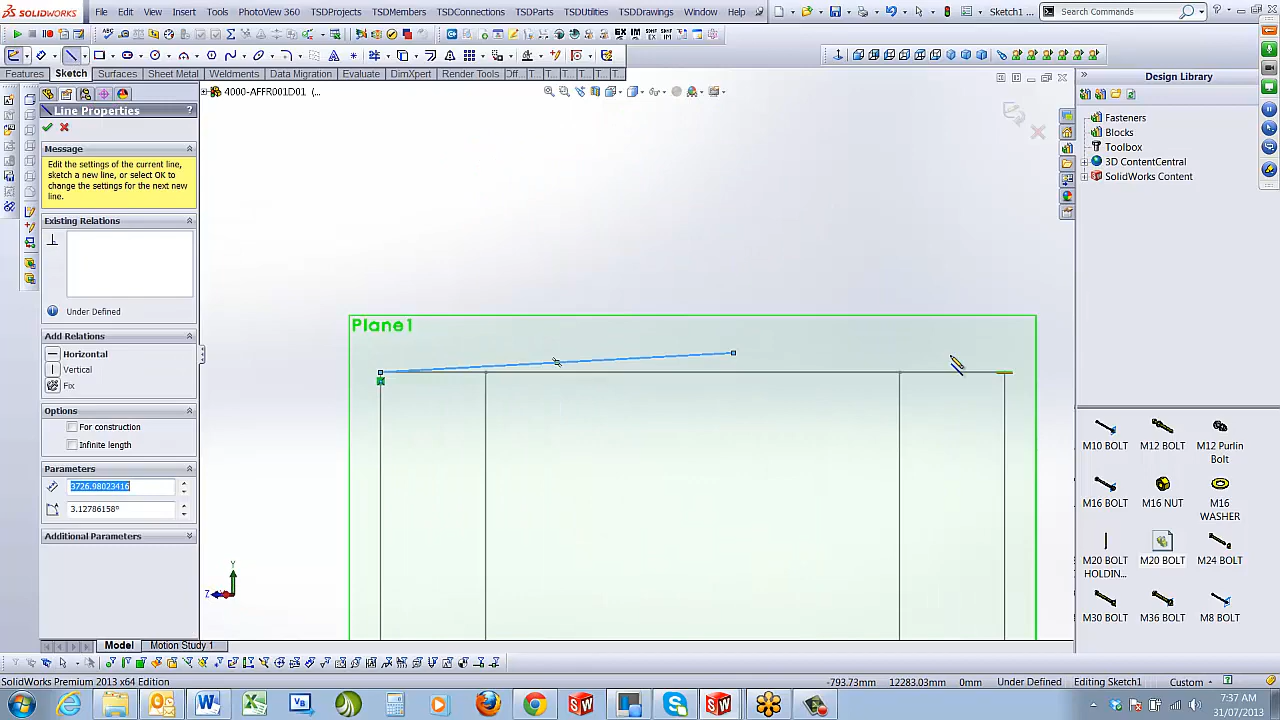 SOLIDWORKS File Edit View Insert Tools PhotoView 360 TSDProjects TSDMembers TSDConnections TSDParts TSDUtilities TSDDrawings Window Help Sketch1 * Search Commands
Features Sketch Surfaces Sheet Metal Weldments Data Migration Evaluate DimXpert Render Tools Off... T... T... T... T...
Line Properties ?
Message
Edit the settings of the current line, sketch a new line, or select OK to change the settings for the next new line.
Existing Relations
Under Defined
Add Relations
Horizontal
Vertical
Fix
Options
For construction
Infinite length
Parameters
3726.98023416
3.12786158°
Additional Parameters
4000-AFFR001D01 (...
Plane1
Y
Z
Design Library
Fasteners
Blocks
Toolbox
3D ContentCentral
SolidWorks Content
M10 BOLT M12 BOLT M12 Purlin Bolt
M16 BOLT M16 NUT M16 WASHER
M20 BOLT HOLDIN... M20 BOLT M24 BOLT
M30 BOLT M36 BOLT M8 BOLT
Model Motion Study 1
SolidWorks Premium 2013 x64 Edition -793.73mm 12283.03mm 0mm Under Defined Editing Sketch1 Custom
7:37 AM
31/07/2013